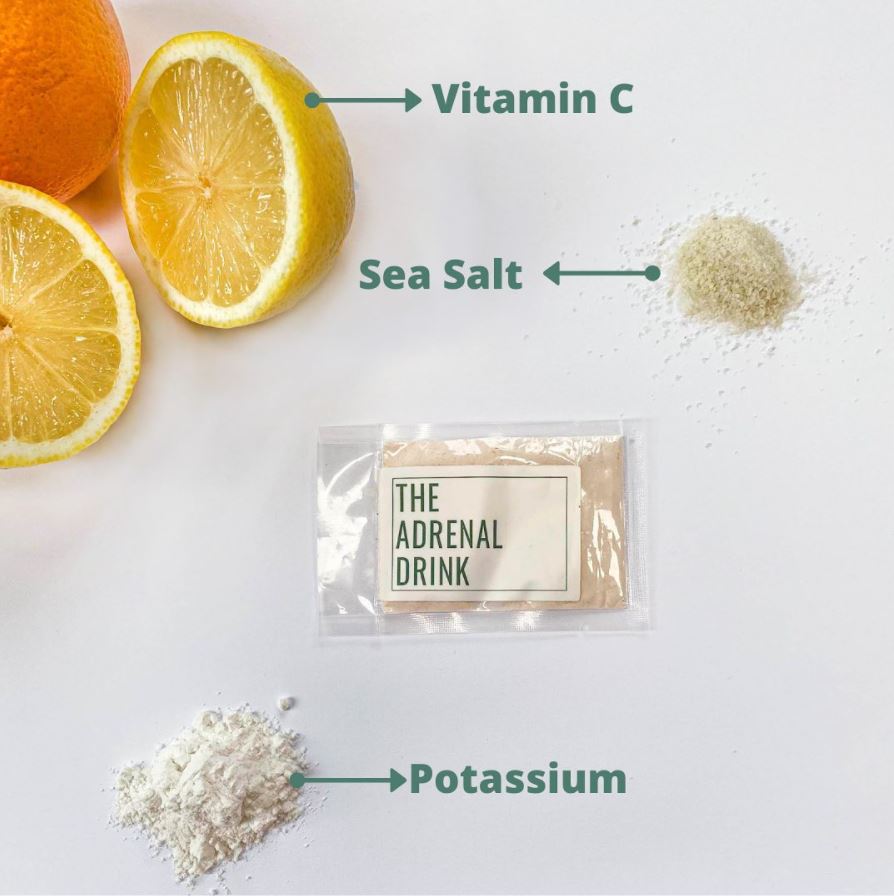 Vitamin C
Sea Salt
THE
ADRENAL
DRINK
Potassium